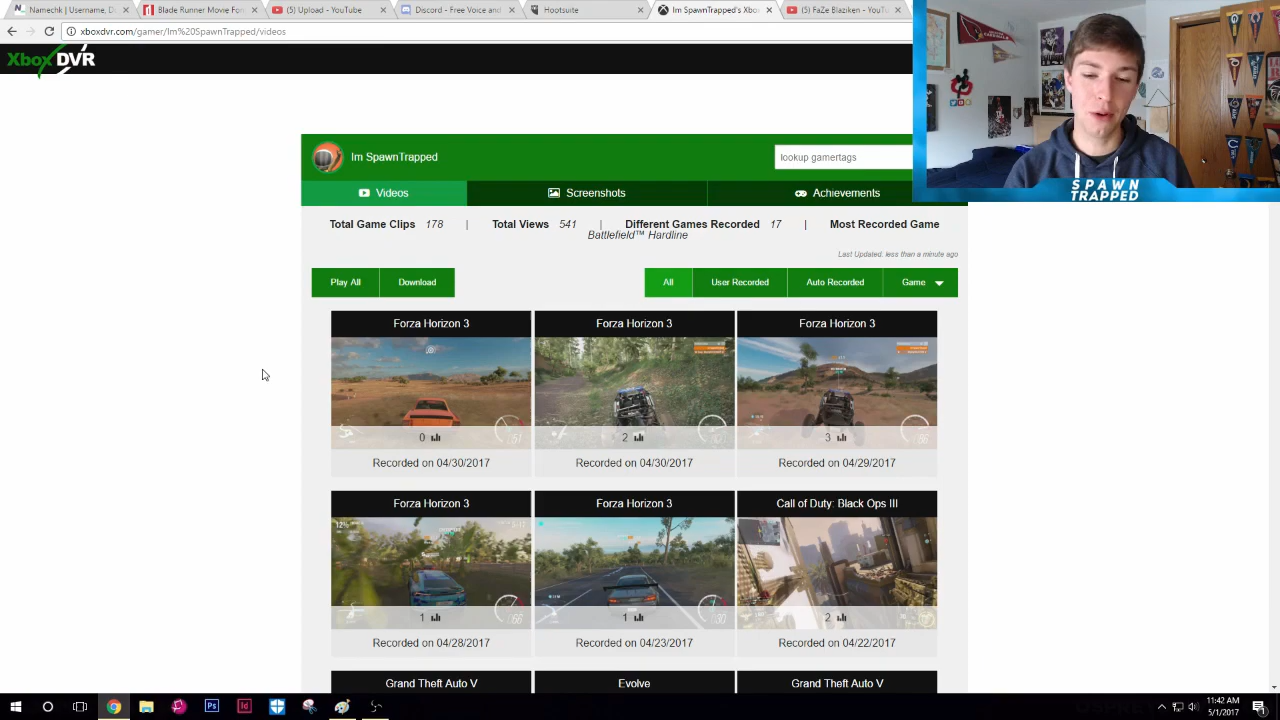 Namechk | Username, D
Blade Runner Move Fon
(5) Upload - YouTube
Discord - Free Voice and
Hootsuite
Im SpawnTrapped's Xbo
(5) FaZe Blaziken - YouTu
xboxdvr.com/gamer/Im%20SpawnTrapped/videos
Xbox DVR
Im SpawnTrapped
lookup gamertags
Videos
Screenshots
Achievements
SPAWN
TRAPPED
Total Game Clips 178 | Total Views 541 | Different Games Recorded 17 | Most Recorded Game
Battlefield™ Hardline
Last Updated: less than a minute ago
Play All
Download
All
User Recorded
Auto Recorded
Game
Forza Horizon 3
Forza Horizon 3
Forza Horizon 3
0
2
3
Recorded on 04/30/2017
Recorded on 04/30/2017
Recorded on 04/29/2017
Forza Horizon 3
Forza Horizon 3
Call of Duty: Black Ops III
12%
1
1
2
Recorded on 04/28/2017
Recorded on 04/23/2017
Recorded on 04/22/2017
Grand Theft Auto V
Evolve
Grand Theft Auto V
Ps
Id
11:42 AM
5/1/2017